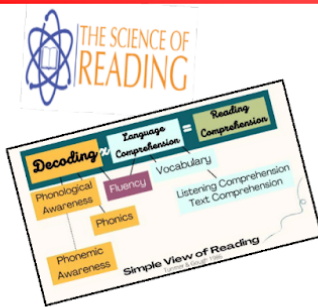 THE SCIENCE OF
READING
Decoding x Language Comprehension = Reading Comprehension
Phonological Awareness
Fluency
Vocabulary
Phonics
Listening Comprehension
Text Comprehension
Phonemic Awareness
Simple View of Reading
1986